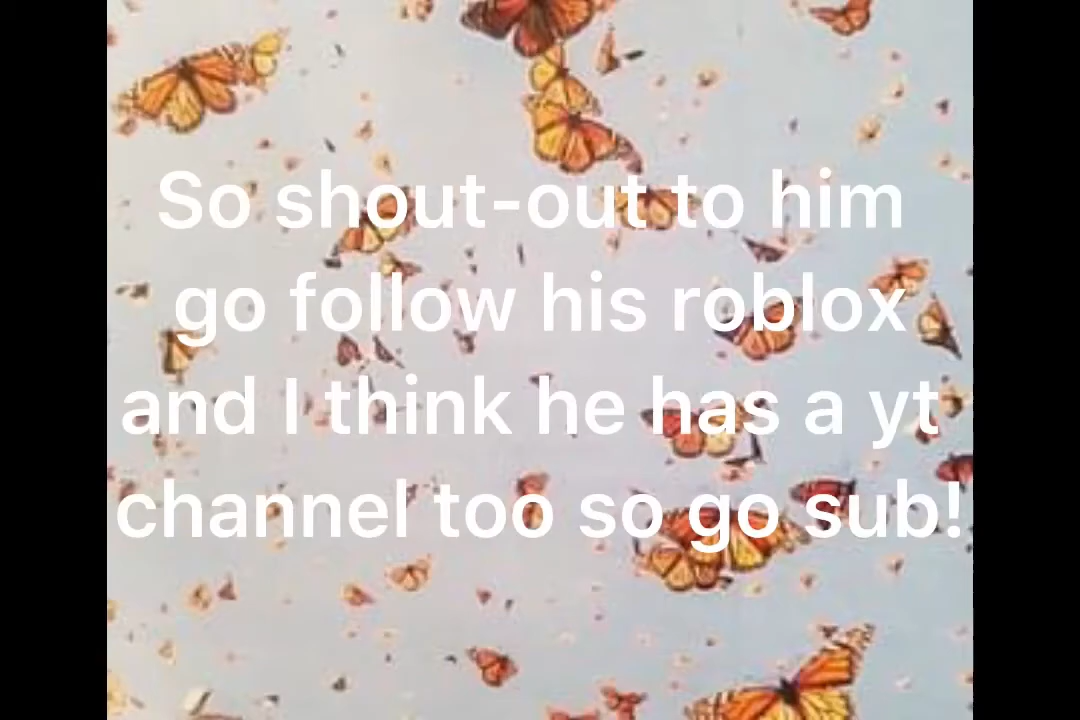 So shout-out to him
go follow his roblox
and I think he has a yt
channel too so go sub!